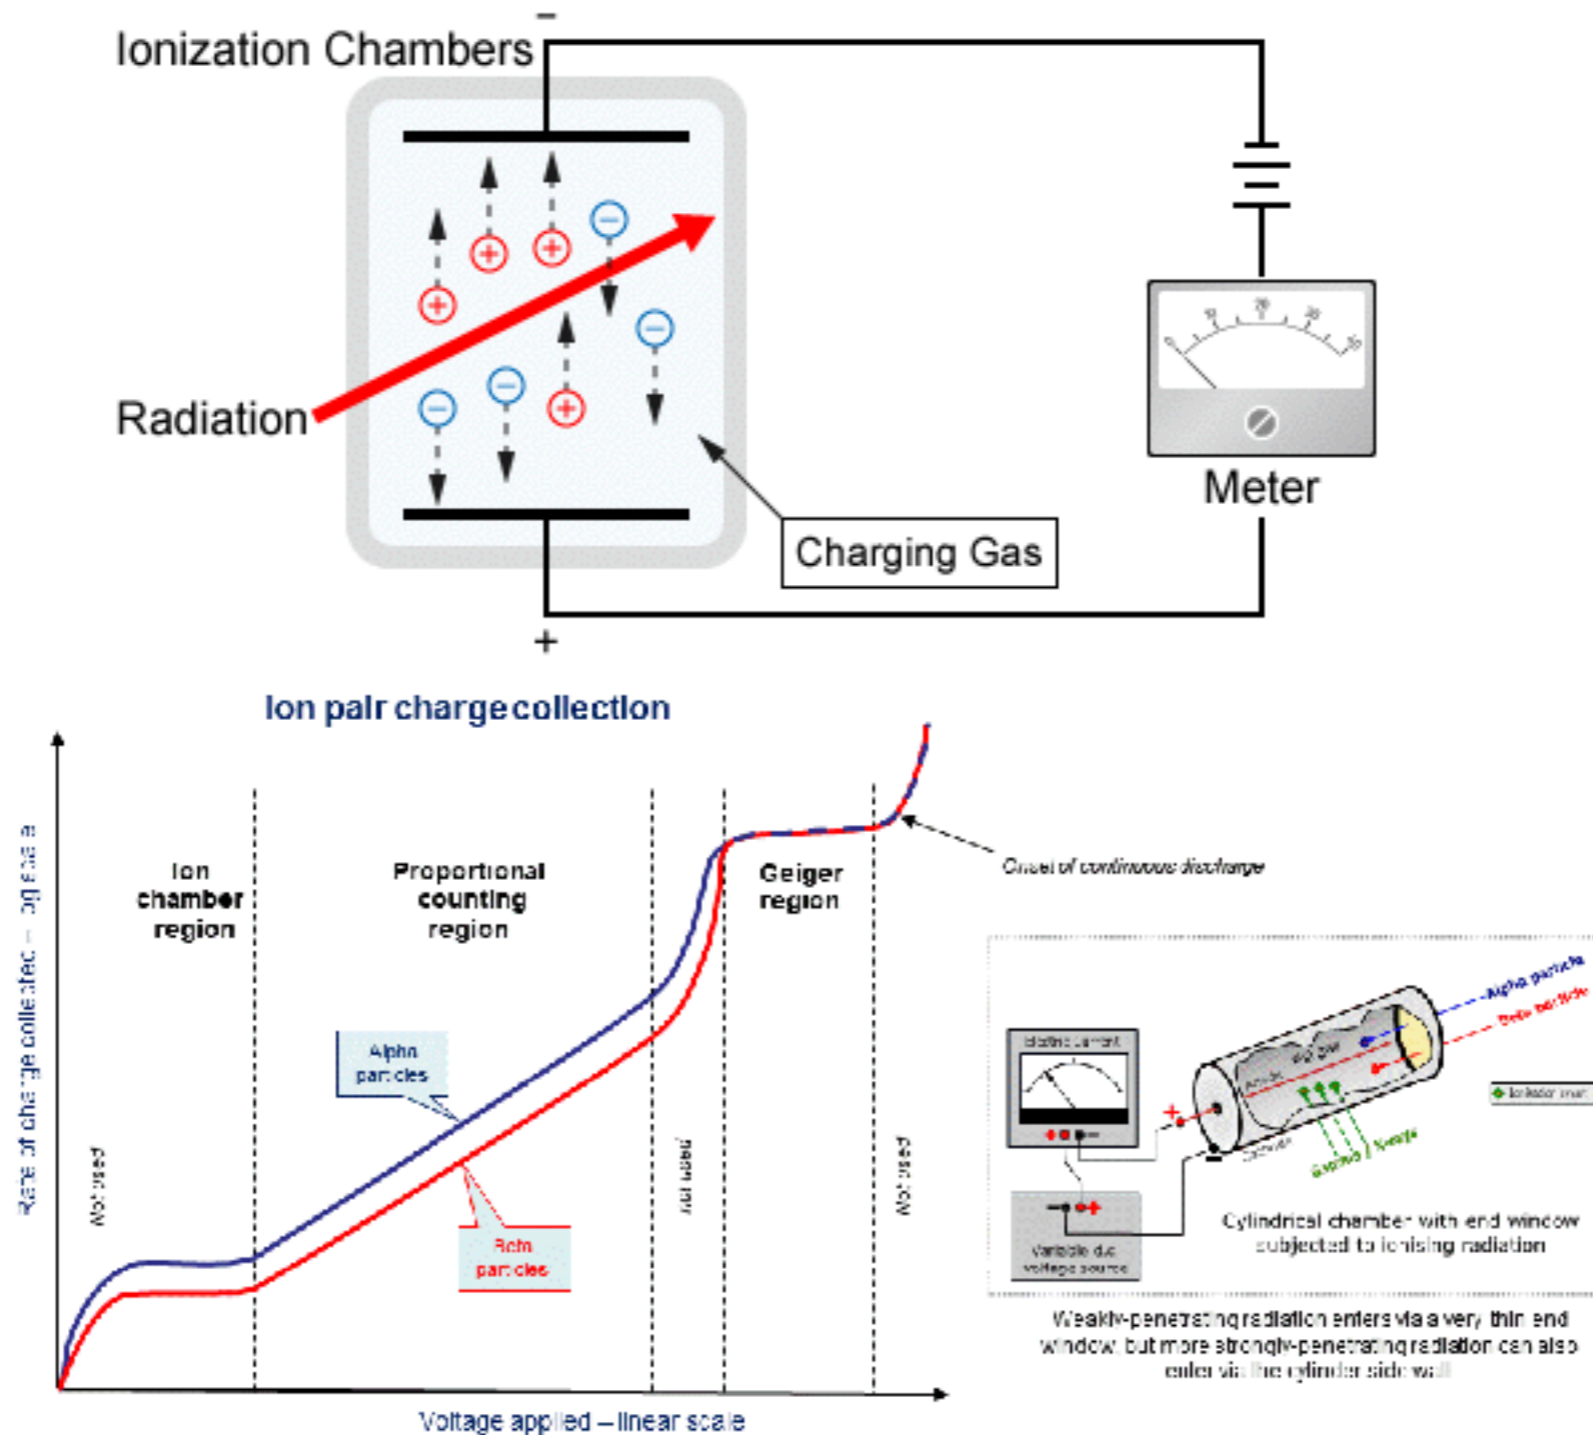 −
Ionization Chambers
Radiation
Charging Gas
Meter
+
Ion pair charge collection
Rate of charge collected – log scale
Ion
chamber
region
Proportional
counting
region
Geiger
region
Onset of continuous discharge
Alpha
particles
Beta
particles
Not used
Not used
Not used
Voltage applied – linear scale
Electric current
Alpha particle
Beta particle
Variable d.c.
voltage source
Cylindrical chamber with end window
subjected to ionising radiation
Weakly-penetrating radiation enters via a very thin end
window, but more strongly-penetrating radiation can also
enter via the cylinder side wall